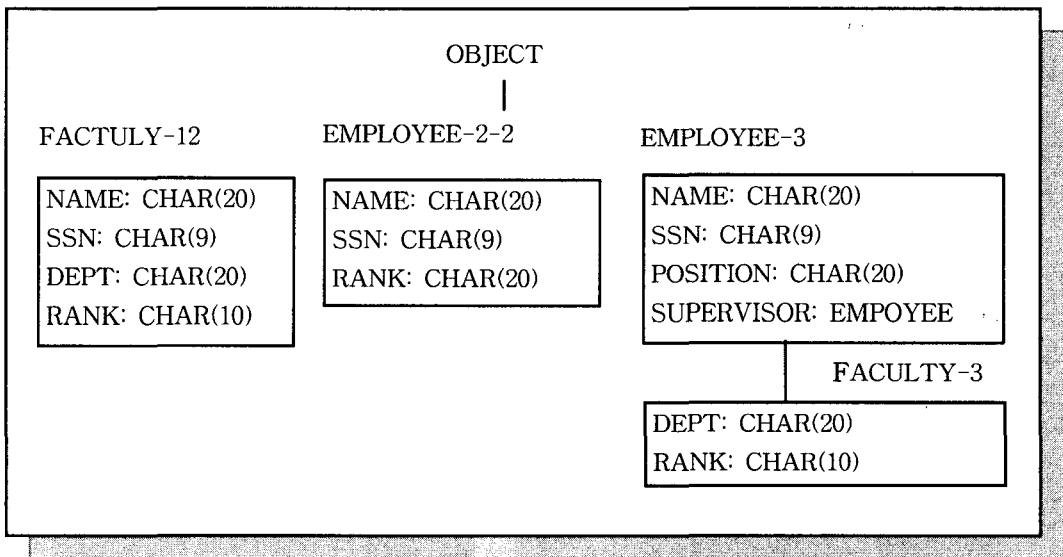 OBJECT
FACTULY-12
NAME: CHAR(20)
SSN: CHAR(9)
DEPT: CHAR(20)
RANK: CHAR(10)
EMPLOYEE-2-2
NAME: CHAR(20)
SSN: CHAR(9)
RANK: CHAR(20)
EMPLOYEE-3
NAME: CHAR(20)
SSN: CHAR(9)
POSITION: CHAR(20)
SUPERVISOR: EMPOYEE
FACULTY-3
DEPT: CHAR(20)
RANK: CHAR(10)